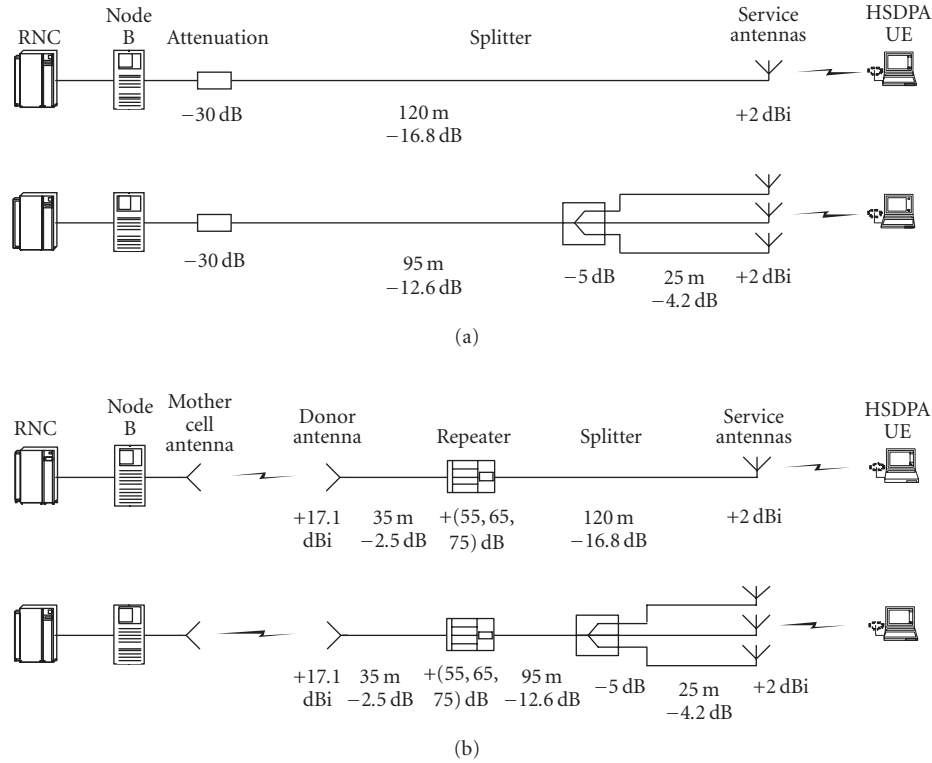 RNC
Node
B
Attenuation
Splitter
Service
antennas
HSDPA
UE
−30 dB
120 m
−16.8 dB
+2 dBi
−30 dB
95 m
−12.6 dB
−5 dB
25 m
−4.2 dB
+2 dBi
(a)
RNC
Node
B
Mother
cell
antenna
Donor
antenna
Repeater
Splitter
Service
antennas
HSDPA
UE
+17.1
dBi
35 m
−2.5 dB
+(55, 65,
75) dB
120 m
−16.8 dB
+2 dBi
+17.1
dBi
35 m
−2.5 dB
+(55, 65,
75) dB
95 m
−12.6 dB
−5 dB
25 m
−4.2 dB
+2 dBi
(b)